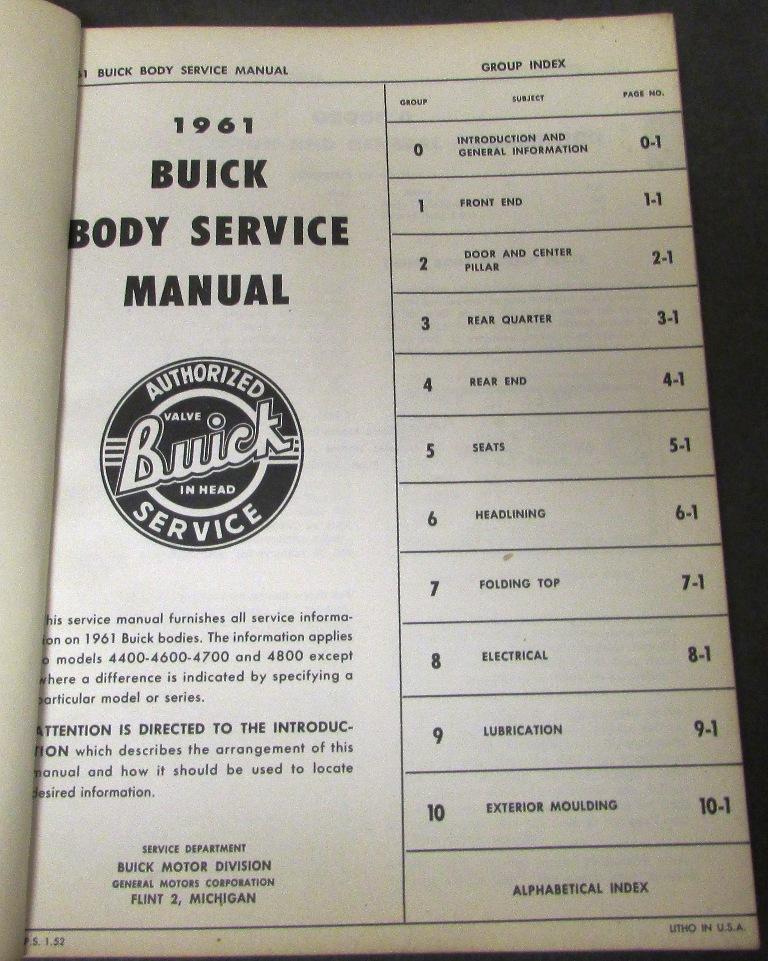 61 BUICK BODY SERVICE MANUAL
1961
BUICK
BODY SERVICE
MANUAL
AUTHORIZED
VALVE
Buick
IN HEAD
SERVICE
his service manual furnishes all service informa-
ion on 1961 Buick bodies. The information applies
o models 4400-4600-4700 and 4800 except
where a difference is indicated by specifying a
particular model or series.
ATTENTION IS DIRECTED TO THE INTRODUC-
TION which describes the arrangement of this
manual and how it should be used to locate
desired information.
SERVICE DEPARTMENT
BUICK MOTOR DIVISION
GENERAL MOTORS CORPORATION
FLINT 2, MICHIGAN
P.S. 1.52
GROUP INDEX
GROUP SUBJECT PAGE NO.
0 INTRODUCTION AND GENERAL INFORMATION 0-1
1 FRONT END 1-1
2 DOOR AND CENTER PILLAR 2-1
3 REAR QUARTER 3-1
4 REAR END 4-1
5 SEATS 5-1
6 HEADLINING 6-1
7 FOLDING TOP 7-1
8 ELECTRICAL 8-1
9 LUBRICATION 9-1
10 EXTERIOR MOULDING 10-1
ALPHABETICAL INDEX
LITHO IN U.S.A.